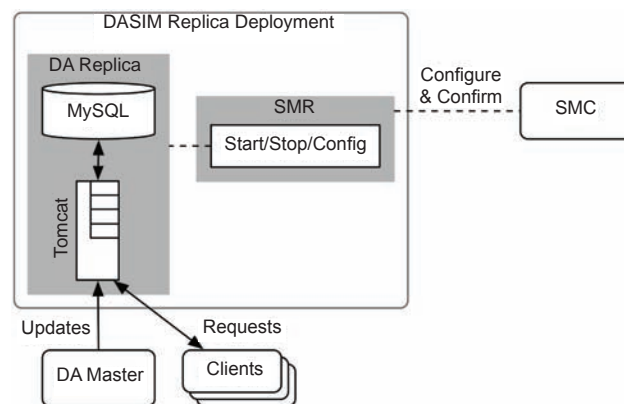 DASIM Replica Deployment
DA Replica
MySQL
SMR
Start/Stop/Config
Configure
& Confirm
SMC
Tomcat
Updates
Requests
DA Master
Clients